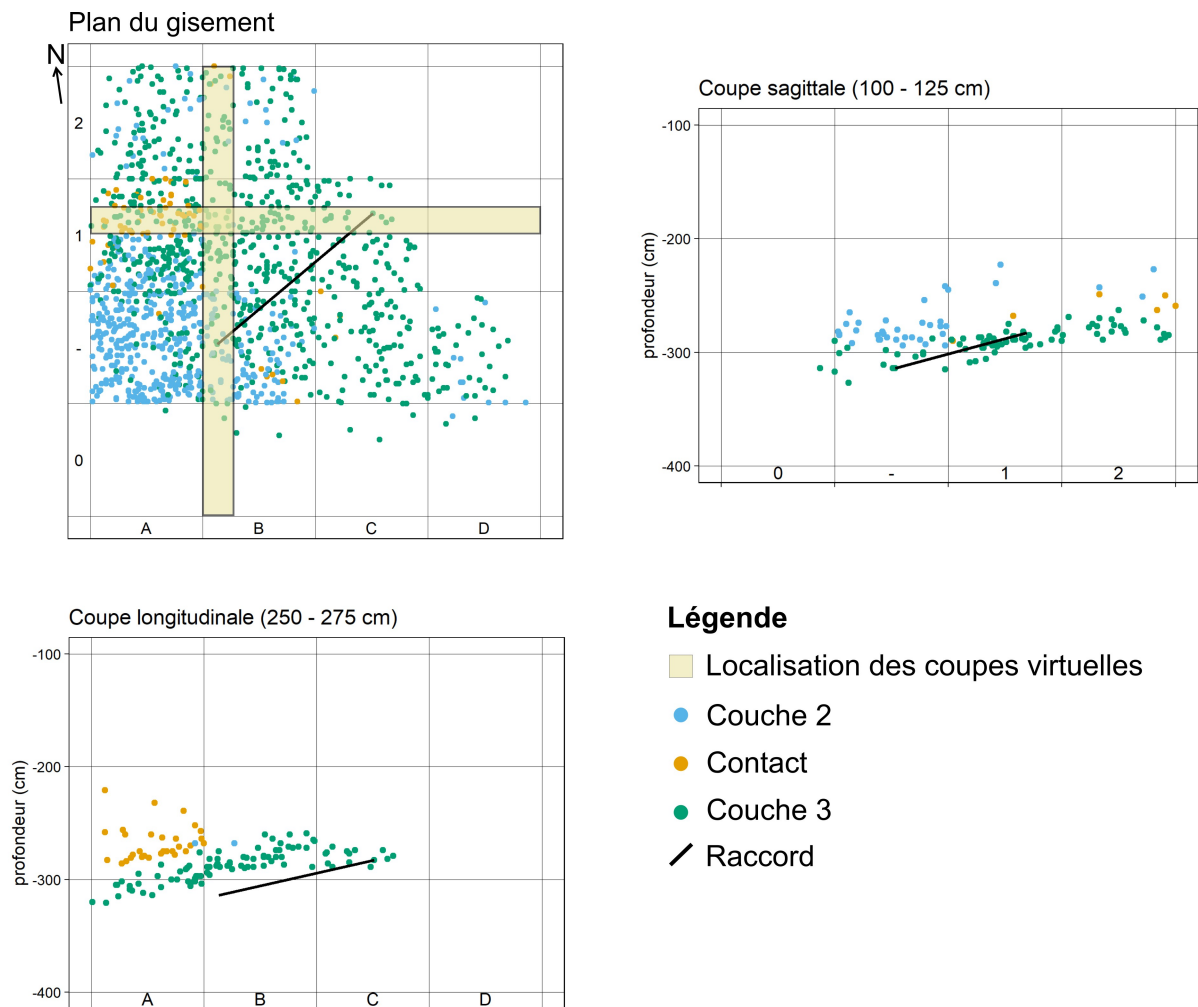 Plan du gisement
N
2
1
-
0
A B C D
Coupe sagittale (100 - 125 cm)
profondeur (cm)
-100
-200
-300
-400
0 - 1 2
Coupe longitudinale (250 - 275 cm)
profondeur (cm)
-100
-200
-300
-400
A B C D
Légende
Localisation des coupes virtuelles
Couche 2
Contact
Couche 3
Raccord